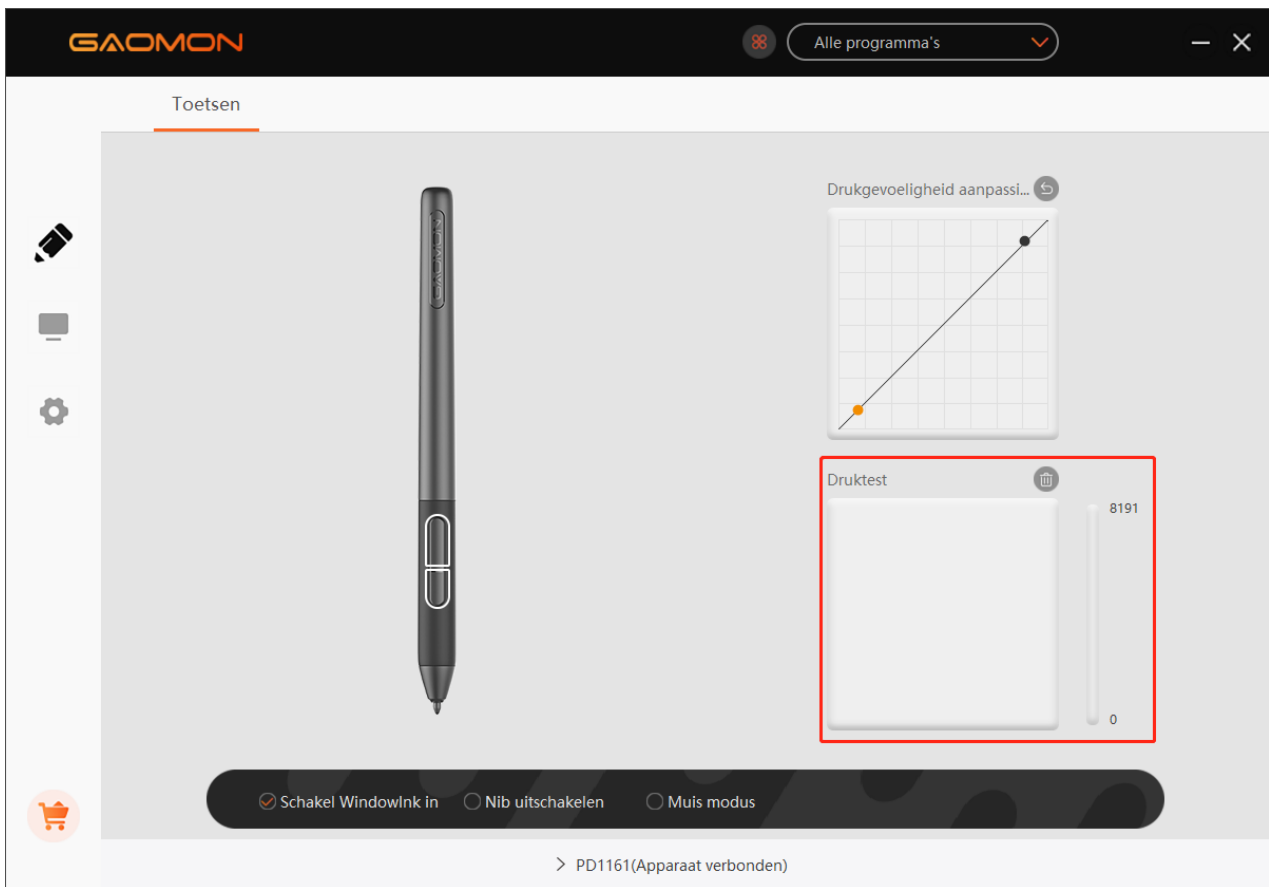 GAOMON
Alle programma's
Toetsen
GAOMON
Drukgevoeligheid aanpassi...
Druktest
8191
0
Schakel WindowInk in
Nib uitschakelen
Muis modus
PD1161(Apparaat verbonden)